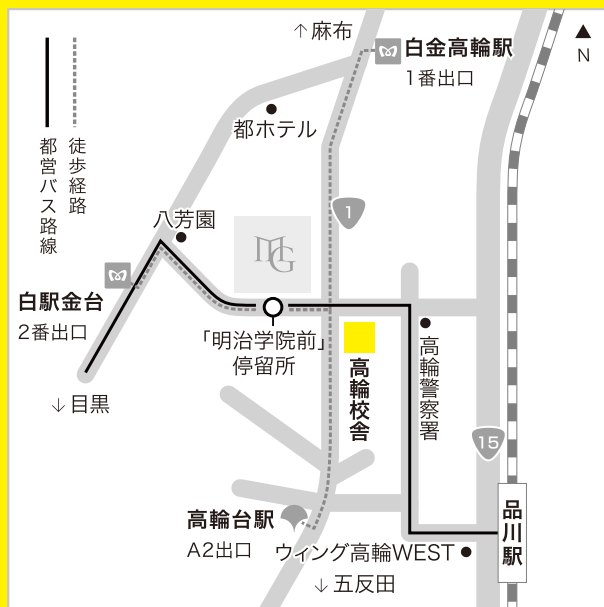 ↑麻布
白金高輪駅
1番出口
N
都営バス路線
徒歩経路
都ホテル
1
八芳園
MG
白駅金台
2番出口
「明治学院前」
停留所
高輪校舎
高輪警察署
↓目黒
15
高輪台駅
A2出口
ウィング高輪WEST
品川駅
↓五反田